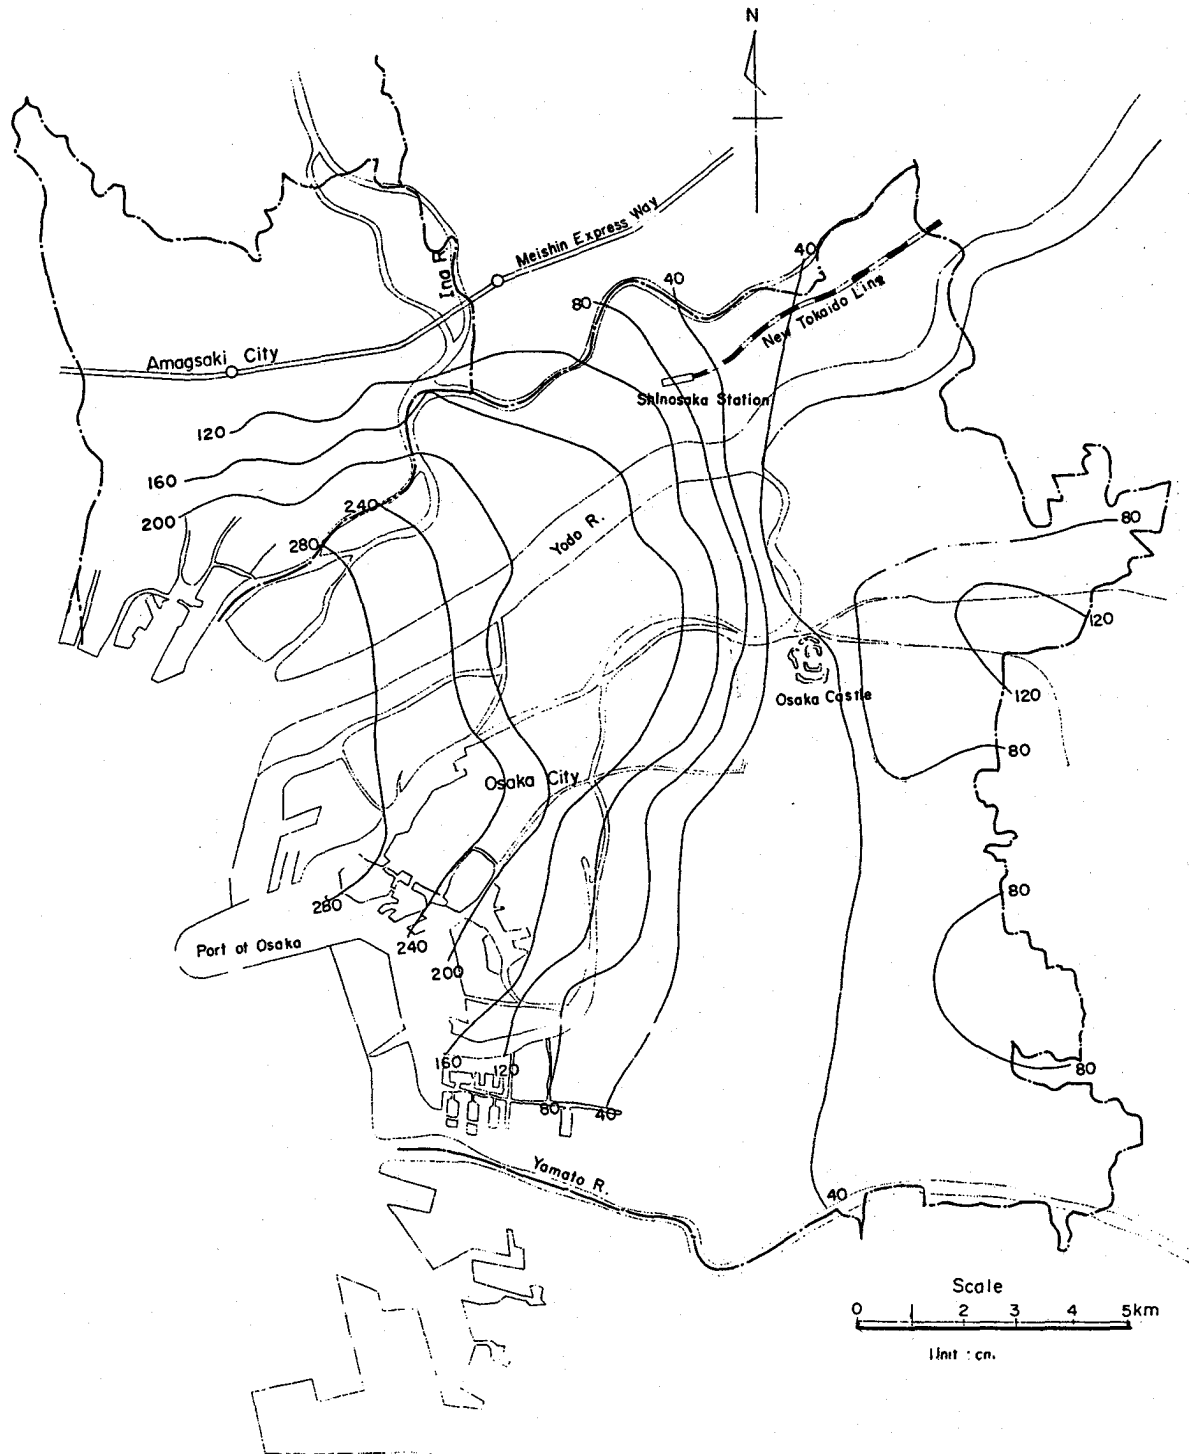 N
Meishin Express Way
Ina R.
40
40
80
New Tokaido Line
Amagsaki City
Shinosaka Station
120
160
200
240
280
Yodo R.
80
120
120
Osaka Castle
80
Osaka City
80
280
240
200
Port of Osaka
160
120
80
80
40
Yamato R.
40
Scale
0 1 2 3 4 5km
Unit : cm.